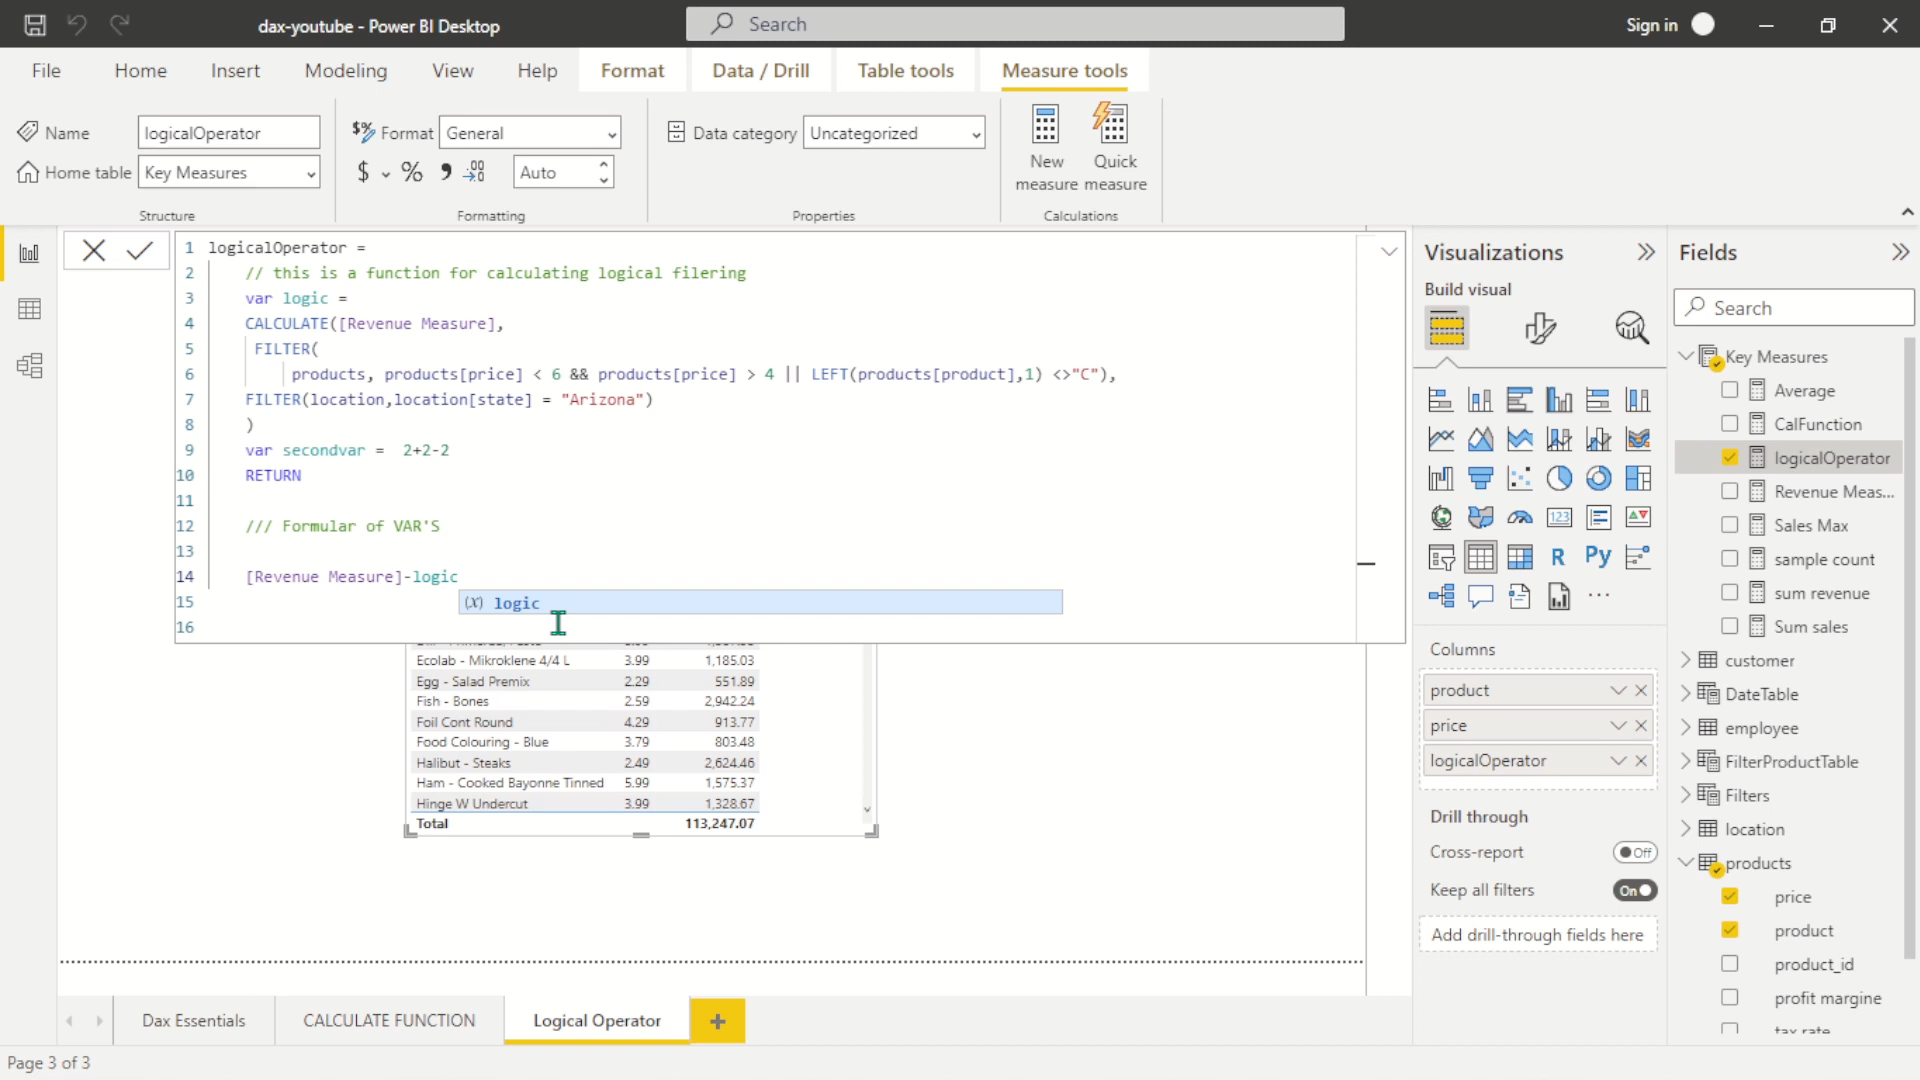 dax-youtube - Power BI Desktop
Search
Sign in
File Home Insert Modeling View Help Format Data / Drill Table tools Measure tools
Name logicalOperator
Home table Key Measures
Structure
$% Format General
$ % , .00 Auto
Formatting
Data category Uncategorized
Properties
New measure
Quick measure
Calculations
1 logicalOperator =
2 // this is a function for calculating logical filering
3 var logic =
4 CALCULATE([Revenue Measure],
5 FILTER(
6 products, products[price] < 6 && products[price] > 4 || LEFT(products[product],1) <>"C"),
7 FILTER(location,location[state] = "Arizona")
8 )
9 var secondvar = 2+2-2
10 RETURN
11
12 /// Formular of VAR'S
13
14 [Revenue Measure]-logic
15
16
(x) logic
Ecolab - Mikroklene 4/4 L 3.99 1,185.03
Egg - Salad Premix 2.29 551.89
Fish - Bones 2.59 2,942.24
Foil Cont Round 4.29 913.77
Food Colouring - Blue 3.79 803.48
Halibut - Steaks 2.49 2,624.46
Ham - Cooked Bayonne Tinned 5.99 1,575.37
Hinge W Undercut 3.99 1,328.67
Total 113,247.07
Visualizations
Build visual
123
R
Py
Columns
product
price
logicalOperator
Drill through
Cross-report Off
Keep all filters On
Add drill-through fields here
Fields
Search
Key Measures
Average
CalFunction
logicalOperator
Revenue Meas...
Sales Max
sample count
sum revenue
Sum sales
customer
DateTable
employee
FilterProductTable
Filters
location
products
price
product
product_id
profit margine
tax rate
Dax Essentials CALCULATE FUNCTION Logical Operator +
Page 3 of 3